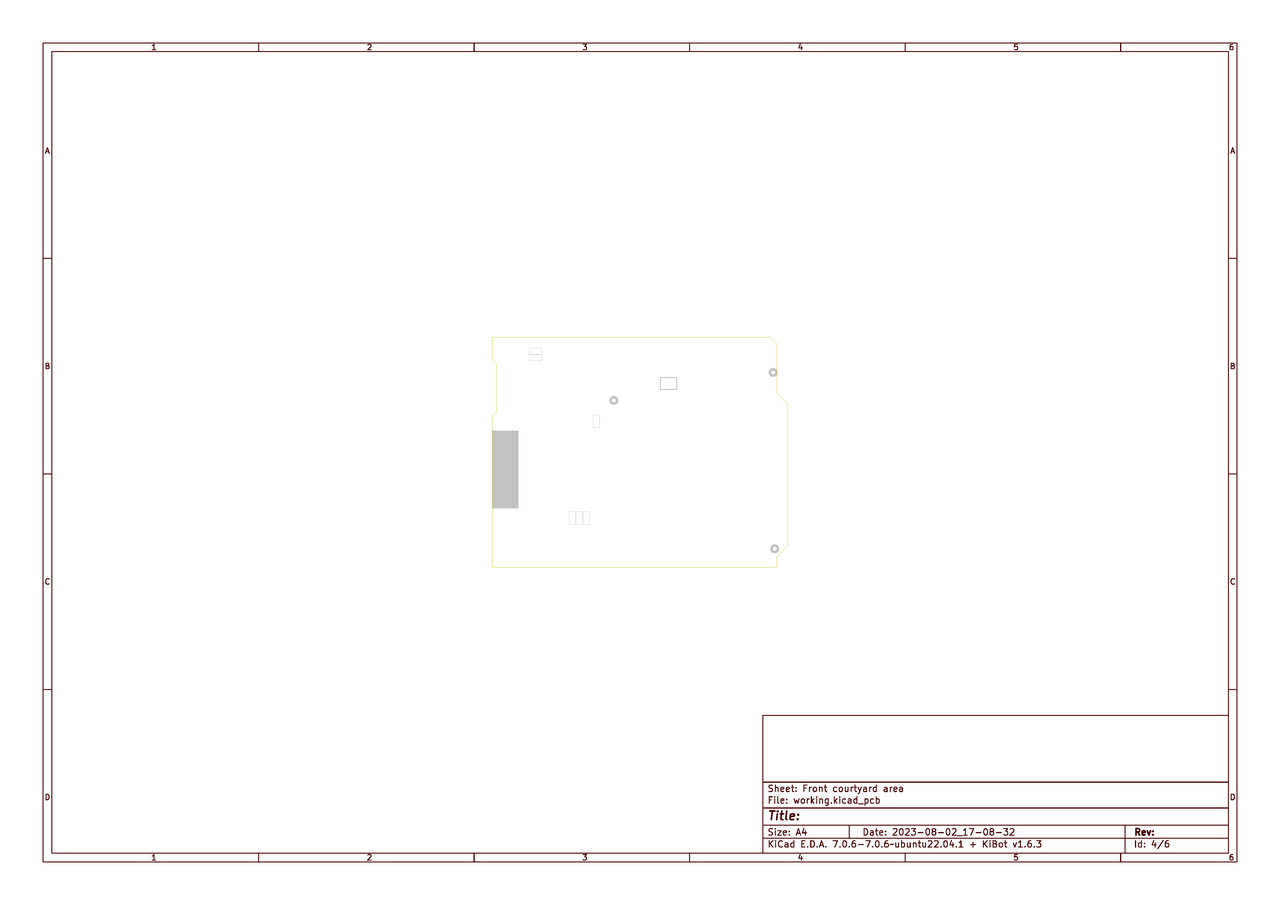 1 2 3 4 5 6
A A
B B
C C
D D
Sheet: Front courtyard area
File: working.kicad_pcb
Title:
Size: A4 Date: 2023-08-02_17-08-32 Rev:
KiCad E.D.A. 7.0.6-7.0.6~ubuntu22.04.1 + KiBot v1.6.3 Id: 4/6
1 2 3 4 5 6